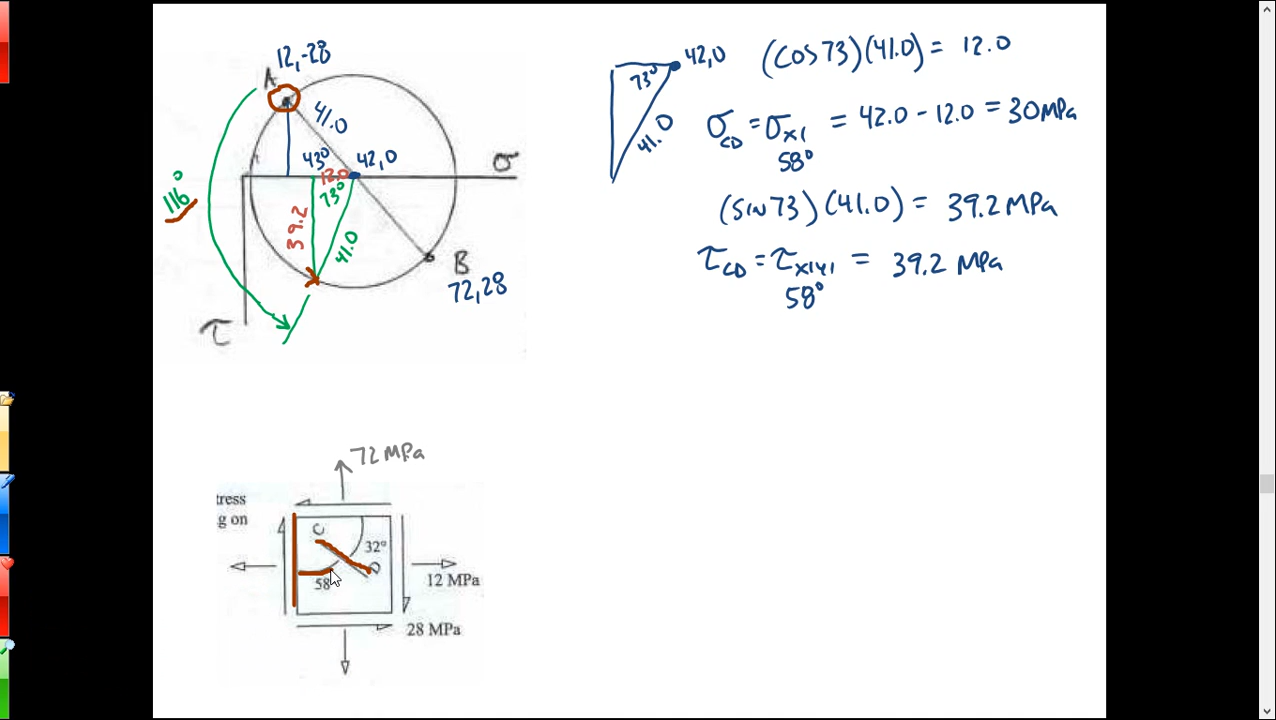 12,-28
A
41.0
43°
42,0
σ
12.0
73°
116°
39.2
41.0
B
72,28
τ
42,0
73°
41.0
(cos 73)(41.0) = 12.0
σCD = σx1 = 42.0 - 12.0 = 30 MPa
58°
(sin 73)(41.0) = 39.2 MPa
τCD = τx1y1 = 39.2 MPa
58°
72 MPa
tress
g on
C
32°
D
58
12 MPa
28 MPa